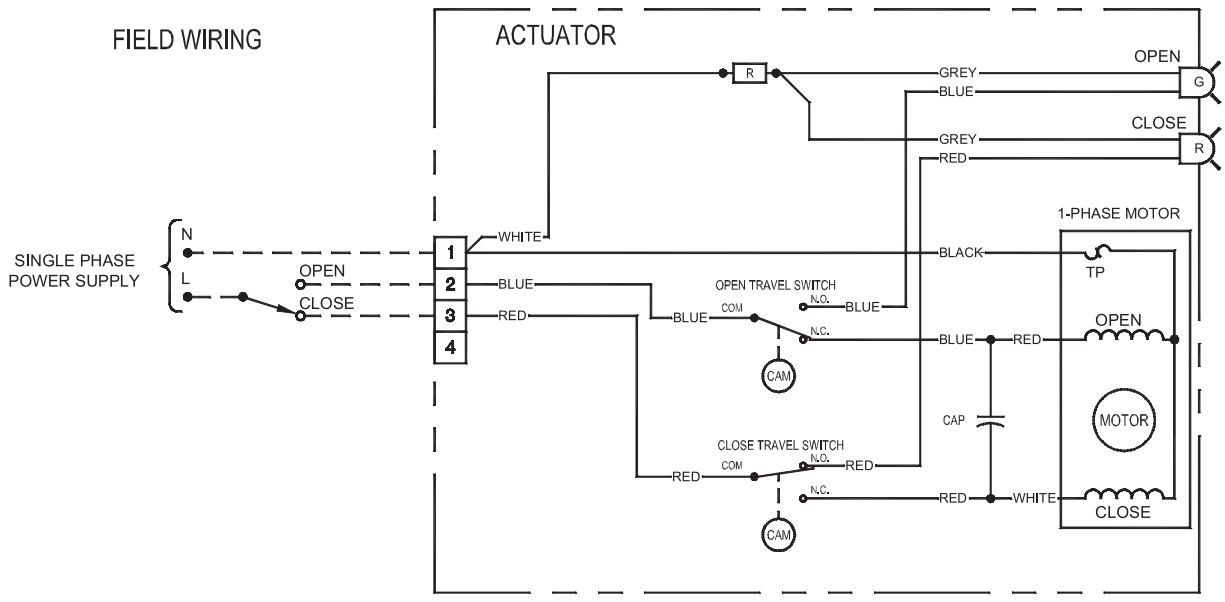 FIELD WIRING
ACTUATOR
OPEN
R
GREY
G
BLUE
CLOSE
GREY
R
RED
1-PHASE MOTOR
N
WHITE
1
BLACK
TP
SINGLE PHASE
POWER SUPPLY
L
OPEN
2
BLUE
OPEN TRAVEL SWITCH
N.O.
BLUE
COM
CLOSE
3
RED
BLUE
N.C.
OPEN
4
BLUE
RED
CAM
CAP
MOTOR
CLOSE TRAVEL SWITCH
N.O.
COM
RED
RED
N.C.
RED
WHITE
CLOSE
CAM